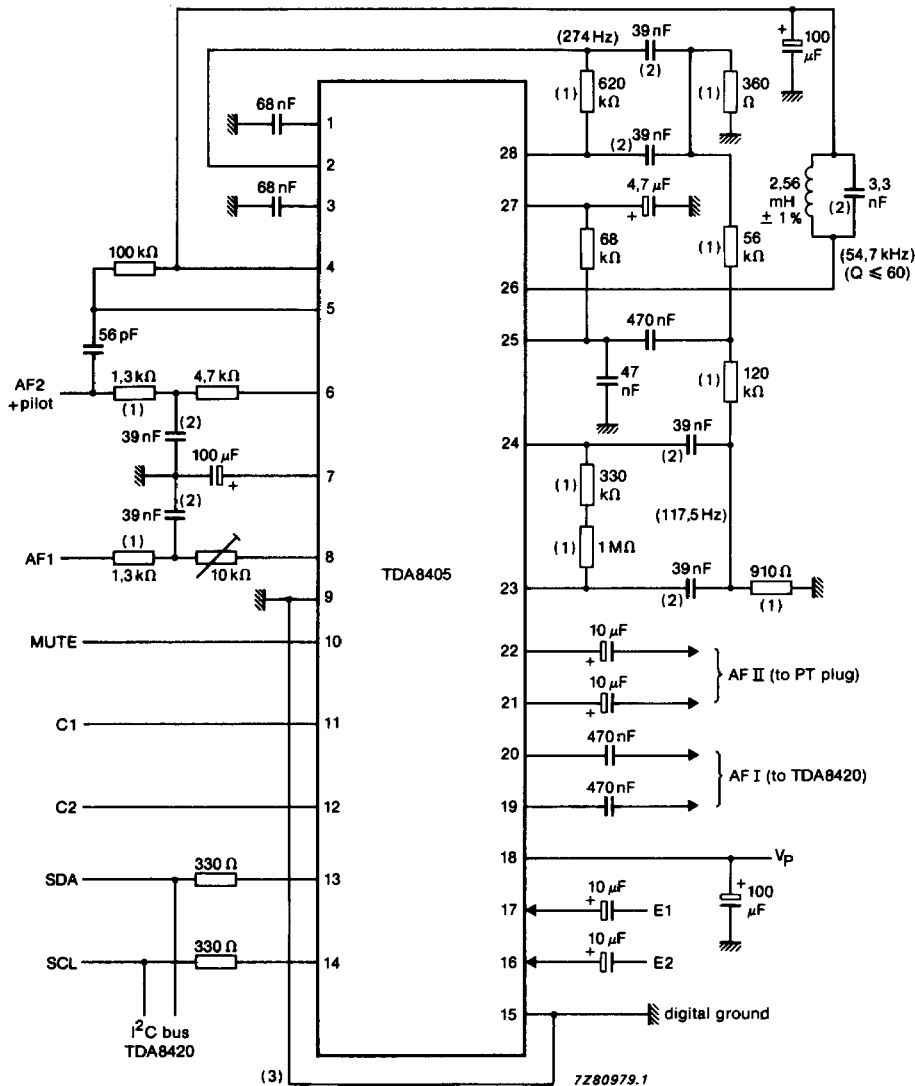 (274 Hz)
39 nF
(2)
+
100
μF
(1)
620
kΩ
(1)
360
Ω
68 nF
1
39 nF
(2)
28
2
68 nF
3
4,7 μF
+
27
2,56
mH
± 1%
(2)
3,3
nF
100 kΩ
4
68
kΩ
(1)
56
kΩ
(54,7 kHz)
(Q ≤ 60)
26
5
56 pF
470 nF
25
AF2
+pilot
1,3 kΩ
(1)
4,7 kΩ
6
47
nF
(1)
120
kΩ
(2)
39 nF
39 nF
(2)
24
100 μF
+
7
(1)
330
kΩ
(2)
39 nF
(117,5 Hz)
AF1
(1)
1,3 kΩ
10 kΩ
8
(1)
1 MΩ
TDA8405
39 nF
(2)
23
910 Ω
(1)
9
MUTE
10
10 μF
+
22
AF II (to PT plug)
10 μF
+
21
C1
11
470 nF
20
AF I (to TDA8420)
470 nF
19
C2
12
18
VP
SDA
330 Ω
13
+
100
μF
10 μF
+
17
E1
SCL
330 Ω
14
10 μF
+
16
E2
15
digital ground
I²C bus
TDA8420
(3)
7Z80979.1